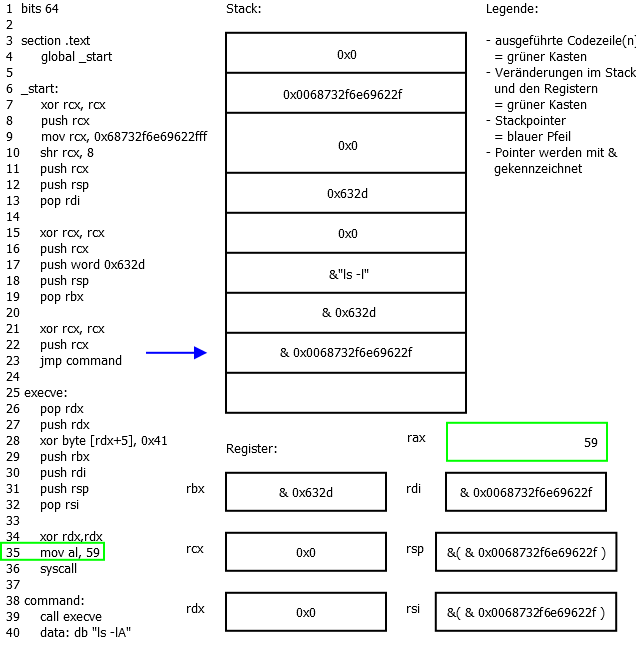 1 bits 64
2
3 section .text
4 global _start
5
6 _start:
7 xor rcx, rcx
8 push rcx
9 mov rcx, 0x68732f6e69622fff
10 shr rcx, 8
11 push rcx
12 push rsp
13 pop rdi
14
15 xor rcx, rcx
16 push rcx
17 push word 0x632d
18 push rsp
19 pop rbx
20
21 xor rcx, rcx
22 push rcx
23 jmp command
24
25 execve:
26 pop rdx
27 push rdx
28 xor byte [rdx+5], 0x41
29 push rbx
30 push rdi
31 push rsp
32 pop rsi
33
34 xor rdx,rdx
35 mov al, 59
36 syscall
37
38 command:
39 call execve
40 data: db "ls -lA"
Stack:
0x0
0x0068732f6e69622f
0x0
0x632d
0x0
&"ls -l"
& 0x632d
& 0x0068732f6e69622f
Legende:
- ausgeführte Codezeile(n)
= grüner Kasten
- Veränderungen im Stack
und den Registern
= grüner Kasten
- Stackpointer
= blauer Pfeil
- Pointer werden mit &
gekennzeichnet
Register:
rax 59
rbx & 0x632d
rdi & 0x0068732f6e69622f
rcx 0x0
rsp &( & 0x0068732f6e69622f )
rdx 0x0
rsi &( & 0x0068732f6e69622f )